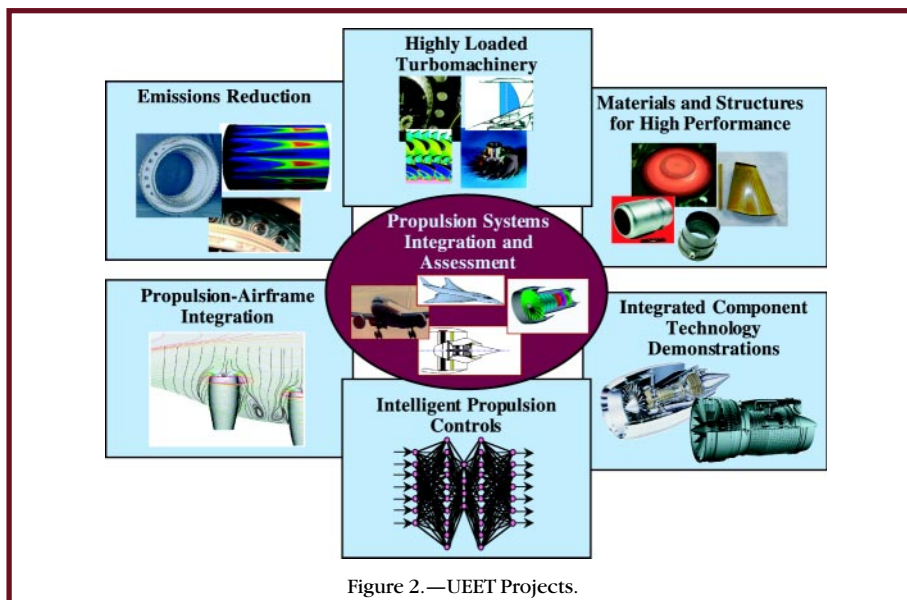 Highly Loaded
Turbomachinery
Emissions Reduction
Materials and Structures
for High Performance
Propulsion Systems
Integration and
Assessment
Propulsion-Airframe
Integration
Integrated Component
Technology
Demonstrations
Intelligent Propulsion
Controls
Figure 2.—UEET Projects.